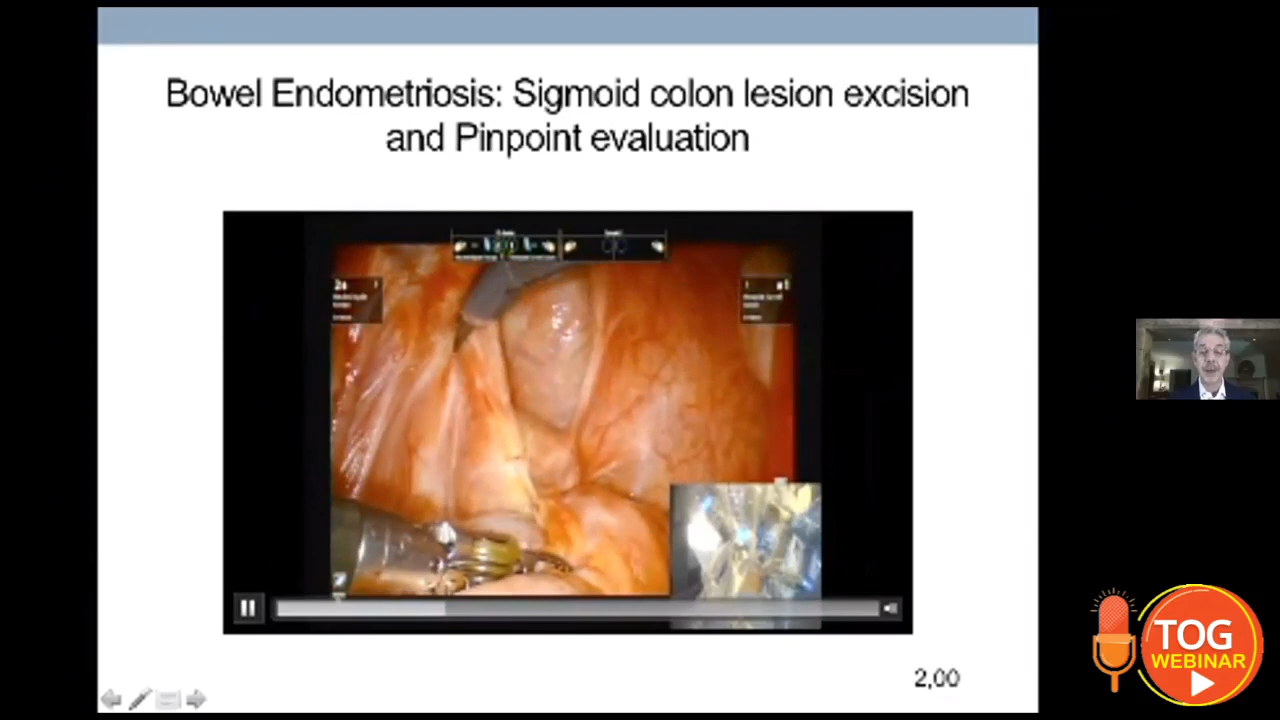 Bowel Endometriosis: Sigmoid colon lesion excision
and Pinpoint evaluation
2,00
TOG
WEBINAR